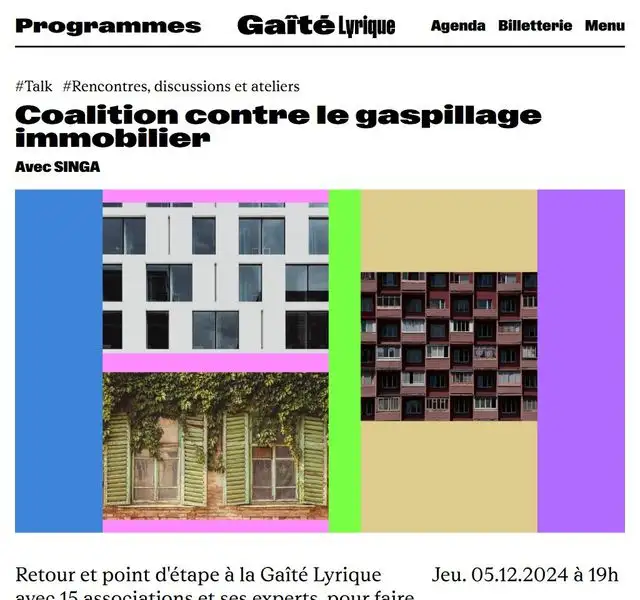 Programmes Gaîté Lyrique Agenda Billetterie Menu
#Talk #Rencontres, discussions et ateliers
Coalition contre le gaspillage
immobilier
Avec SINGA
Retour et point d'étape à la Gaîté Lyrique
Jeu. 05.12.2024 à 19h
avec 15 associations et ses experts, pour faire